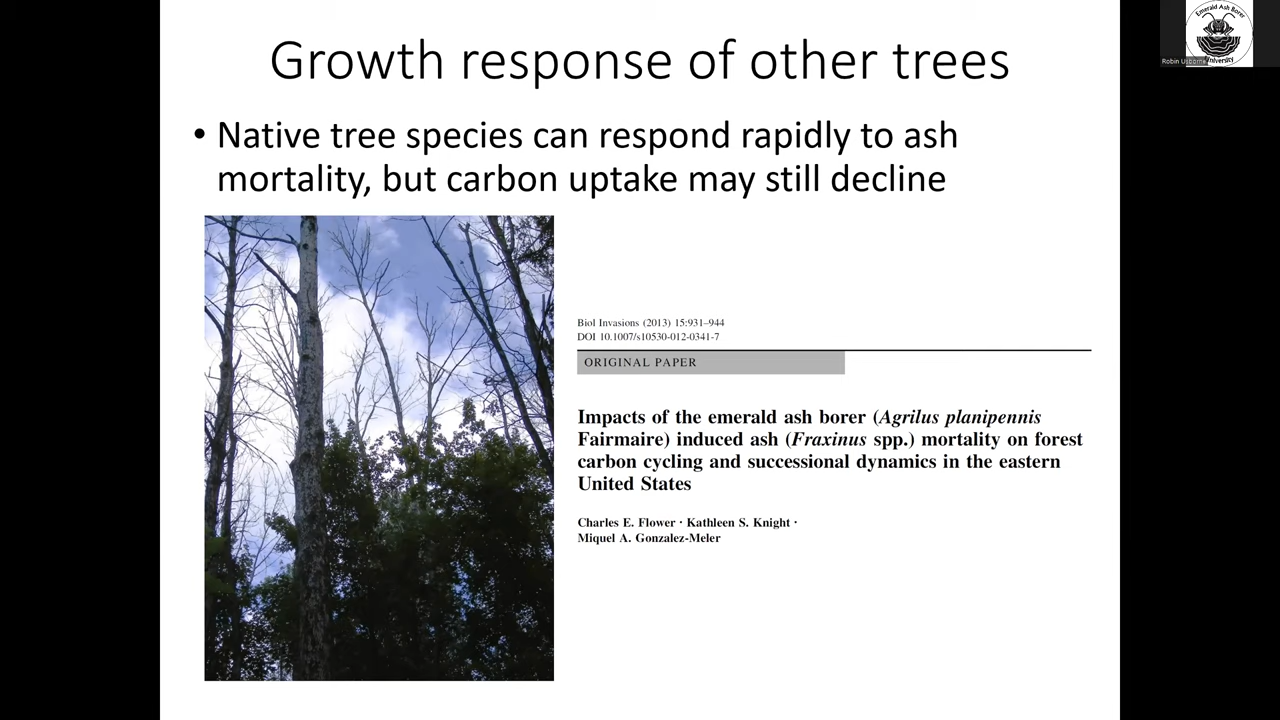 Growth response of other trees
• Native tree species can respond rapidly to ash
mortality, but carbon uptake may still decline
Biol Invasions (2013) 15:931–944
DOI 10.1007/s10530-012-0341-7
ORIGINAL PAPER
Impacts of the emerald ash borer (Agrilus planipennis
Fairmaire) induced ash (Fraxinus spp.) mortality on forest
carbon cycling and successional dynamics in the eastern
United States
Charles E. Flower · Kathleen S. Knight ·
Miquel A. Gonzalez-Meler
Emerald Ash Borer
University
Robin Usborne